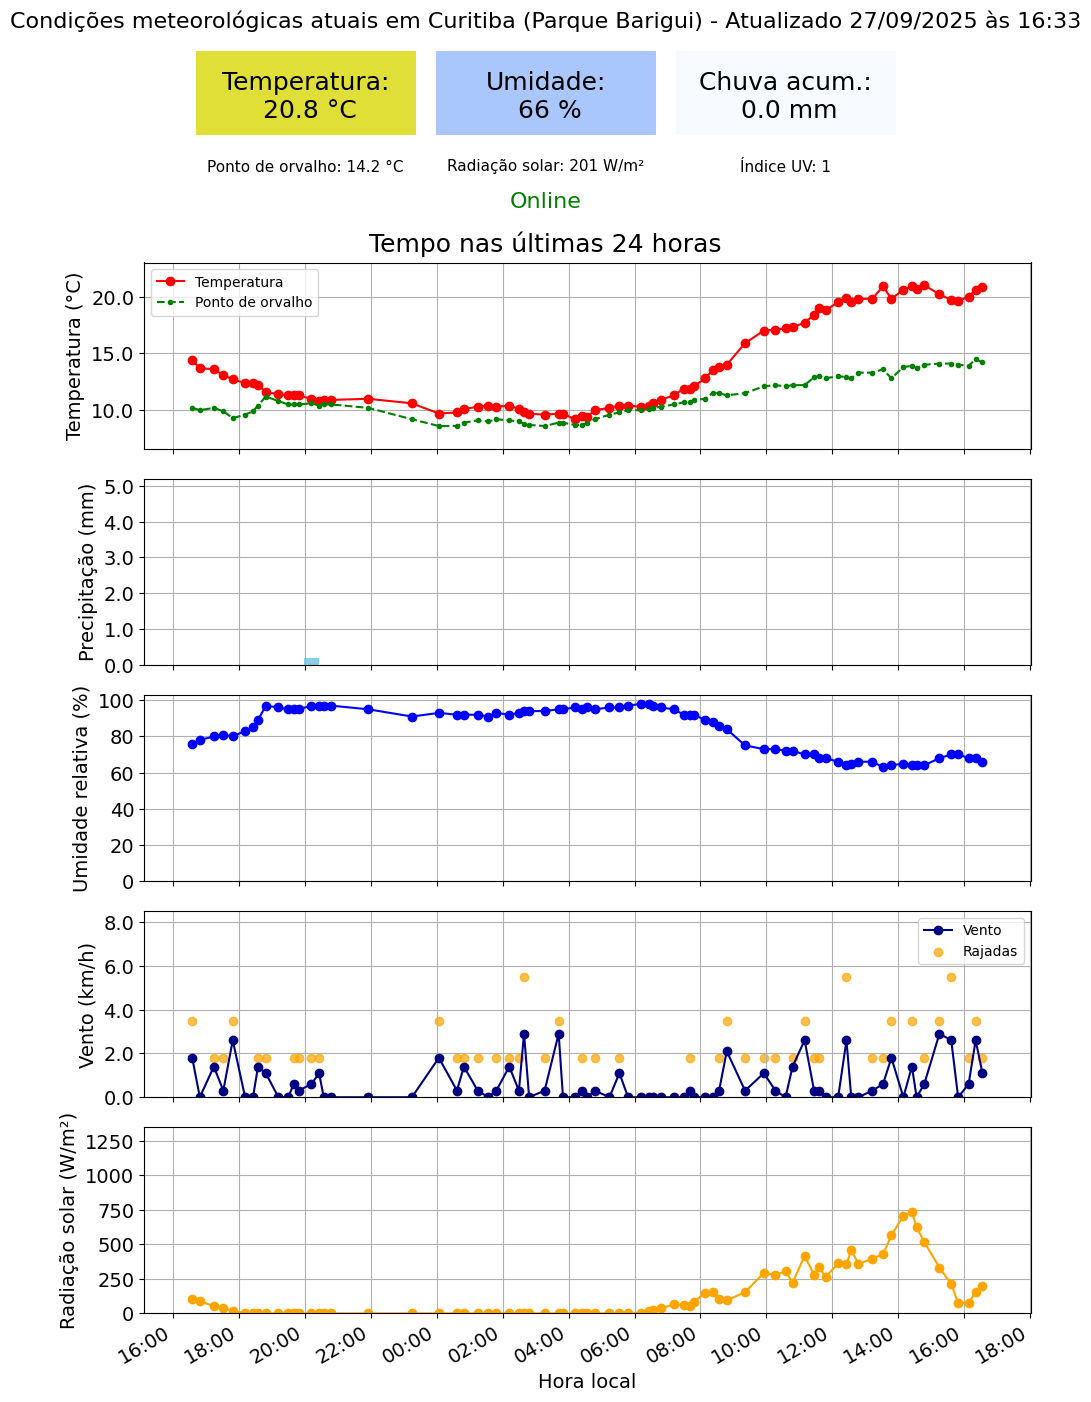 Condições meteorológicas atuais em Curitiba (Parque Barigui) - Atualizado 27/09/2025 às 16:33
Temperatura:
20.8 °C
Umidade:
66 %
Chuva acum.:
0.0 mm
Ponto de orvalho: 14.2 °C
Radiação solar: 201 W/m²
Índice UV: 1
Online
Tempo nas últimas 24 horas
Temperatura (°C)
20.0
15.0
10.0
Temperatura
Ponto de orvalho
Precipitação (mm)
5.0
4.0
3.0
2.0
1.0
0.0
Umidade relativa (%)
100
80
60
40
20
0
Vento (km/h)
8.0
6.0
4.0
2.0
0.0
Vento
Rajadas
Radiação solar (W/m²)
1250
1000
750
500
250
0
16:00
18:00
20:00
22:00
00:00
02:00
04:00
06:00
08:00
10:00
12:00
14:00
16:00
18:00
Hora local